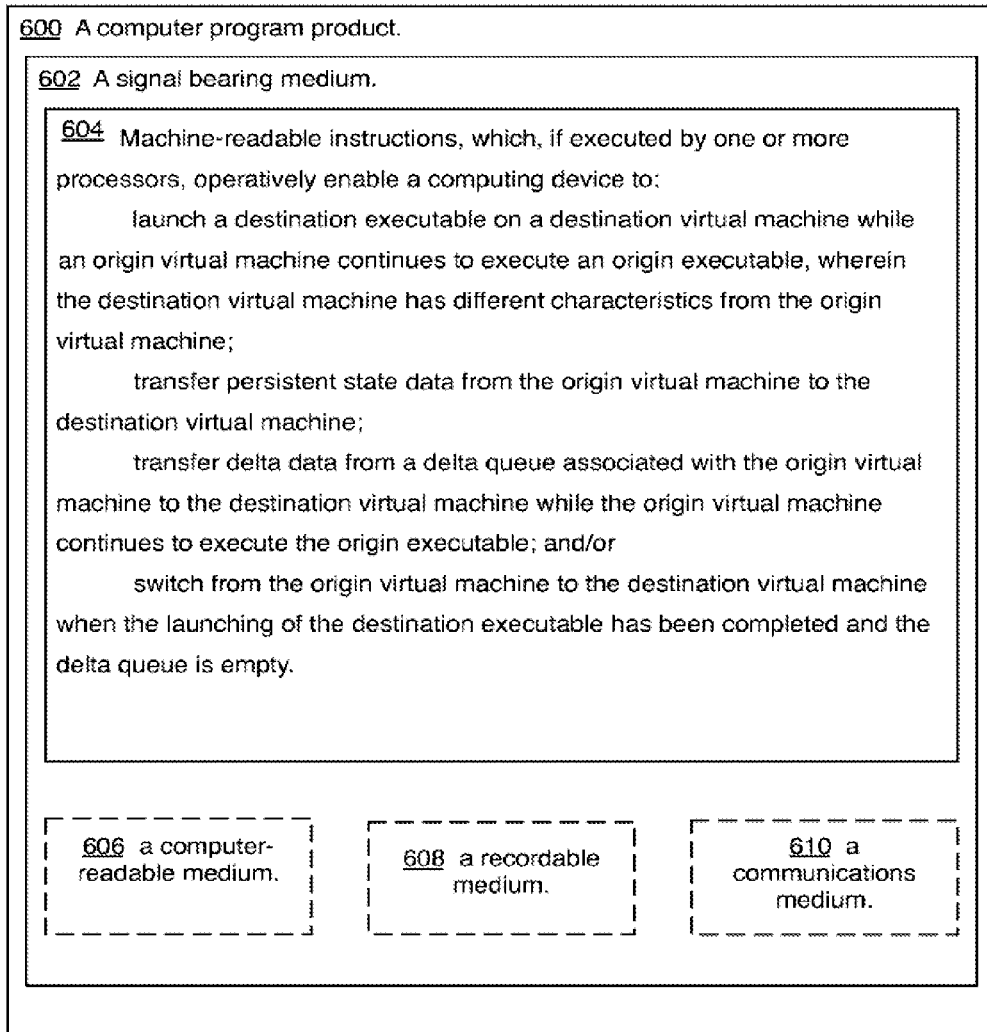 600 A computer program product.
602 A signal bearing medium.
604 Machine-readable instructions, which, if executed by one or more
processors, operatively enable a computing device to:
launch a destination executable on a destination virtual machine while
an origin virtual machine continues to execute an origin executable, wherein
the destination virtual machine has different characteristics from the origin
virtual machine;
transfer persistent state data from the origin virtual machine to the
destination virtual machine;
transfer delta data from a delta queue associated with the origin virtual
machine to the destination virtual machine while the origin virtual machine
continues to execute the origin executable; and/or
switch from the origin virtual machine to the destination virtual machine
when the launching of the destination executable has been completed and the
delta queue is empty.
606 a computer-
readable medium.
608 a recordable
medium.
610 a
communications
medium.